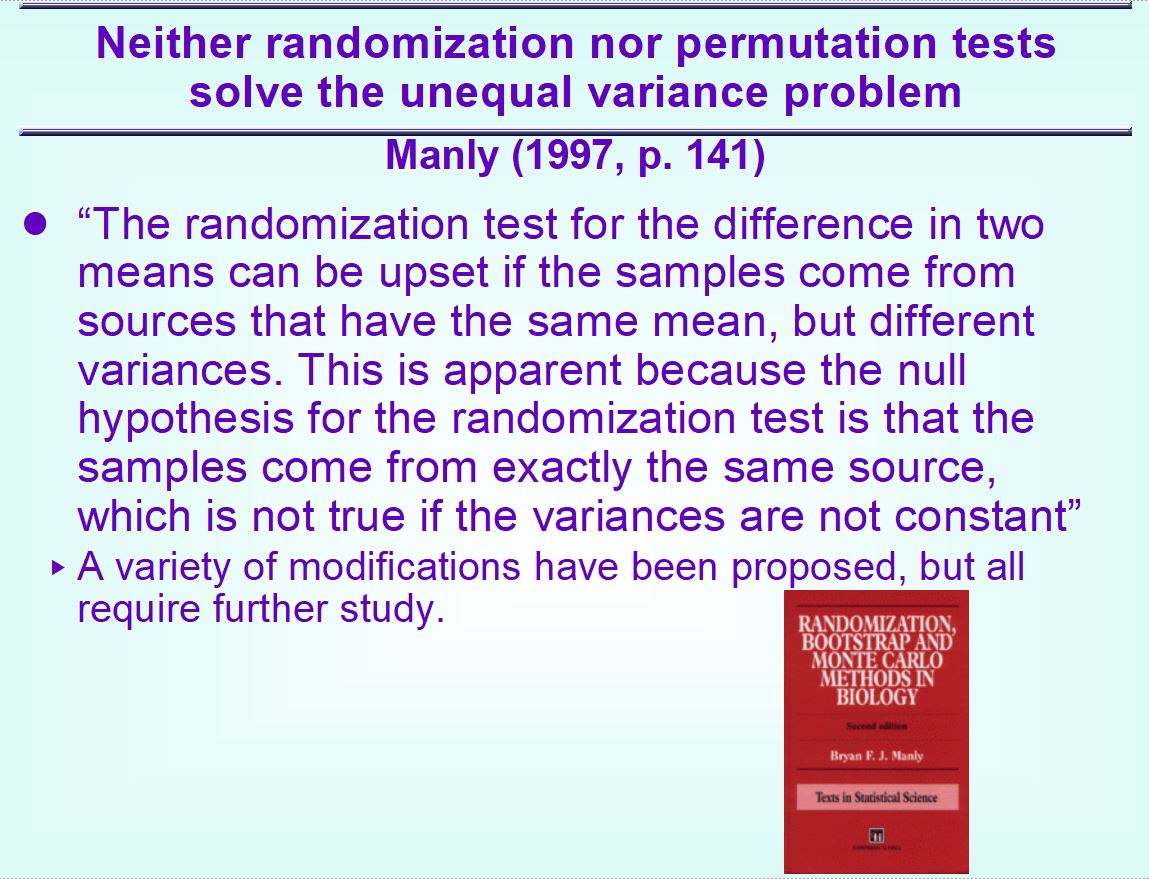 Neither randomization nor permutation tests
solve the unequal variance problem
Manly (1997, p. 141)
“The randomization test for the difference in two
means can be upset if the samples come from
sources that have the same mean, but different
variances. This is apparent because the null
hypothesis for the randomization test is that the
samples come from exactly the same source,
which is not true if the variances are not constant”
A variety of modifications have been proposed, but all
require further study.
RANDOMIZATION,
BOOTSTRAP AND
MONTE CARLO
METHODS IN
BIOLOGY
Second edition
Bryan F. J. Manly
Texts in Statistical Science